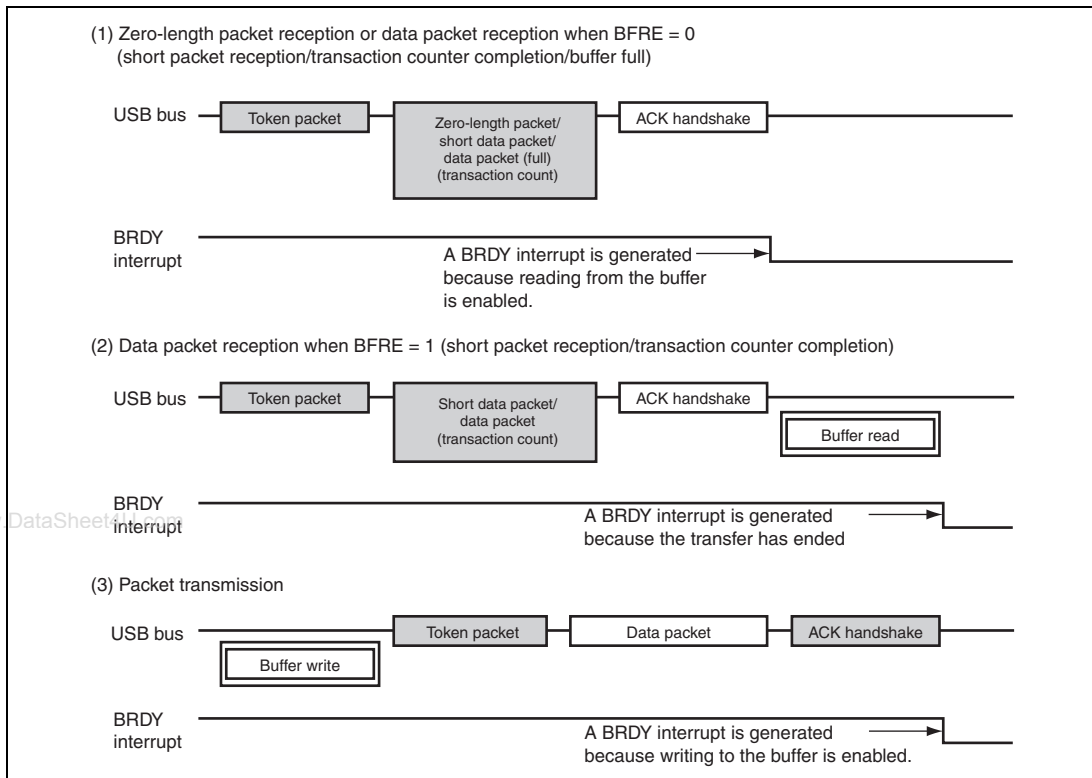 (1) Zero-length packet reception or data packet reception when BFRE = 0
(short packet reception/transaction counter completion/buffer full)
USB bus
Token packet
Zero-length packet/
short data packet/
data packet (full)
(transaction count)
ACK handshake
BRDY
interrupt
A BRDY interrupt is generated
because reading from the buffer
is enabled.
(2) Data packet reception when BFRE = 1 (short packet reception/transaction counter completion)
USB bus
Token packet
Short data packet/
data packet
(transaction count)
ACK handshake
Buffer read
BRDY
interrupt
.DataSheet4U.com
A BRDY interrupt is generated
because the transfer has ended
(3) Packet transmission
USB bus
Token packet
Data packet
ACK handshake
Buffer write
BRDY
interrupt
A BRDY interrupt is generated
because writing to the buffer is enabled.